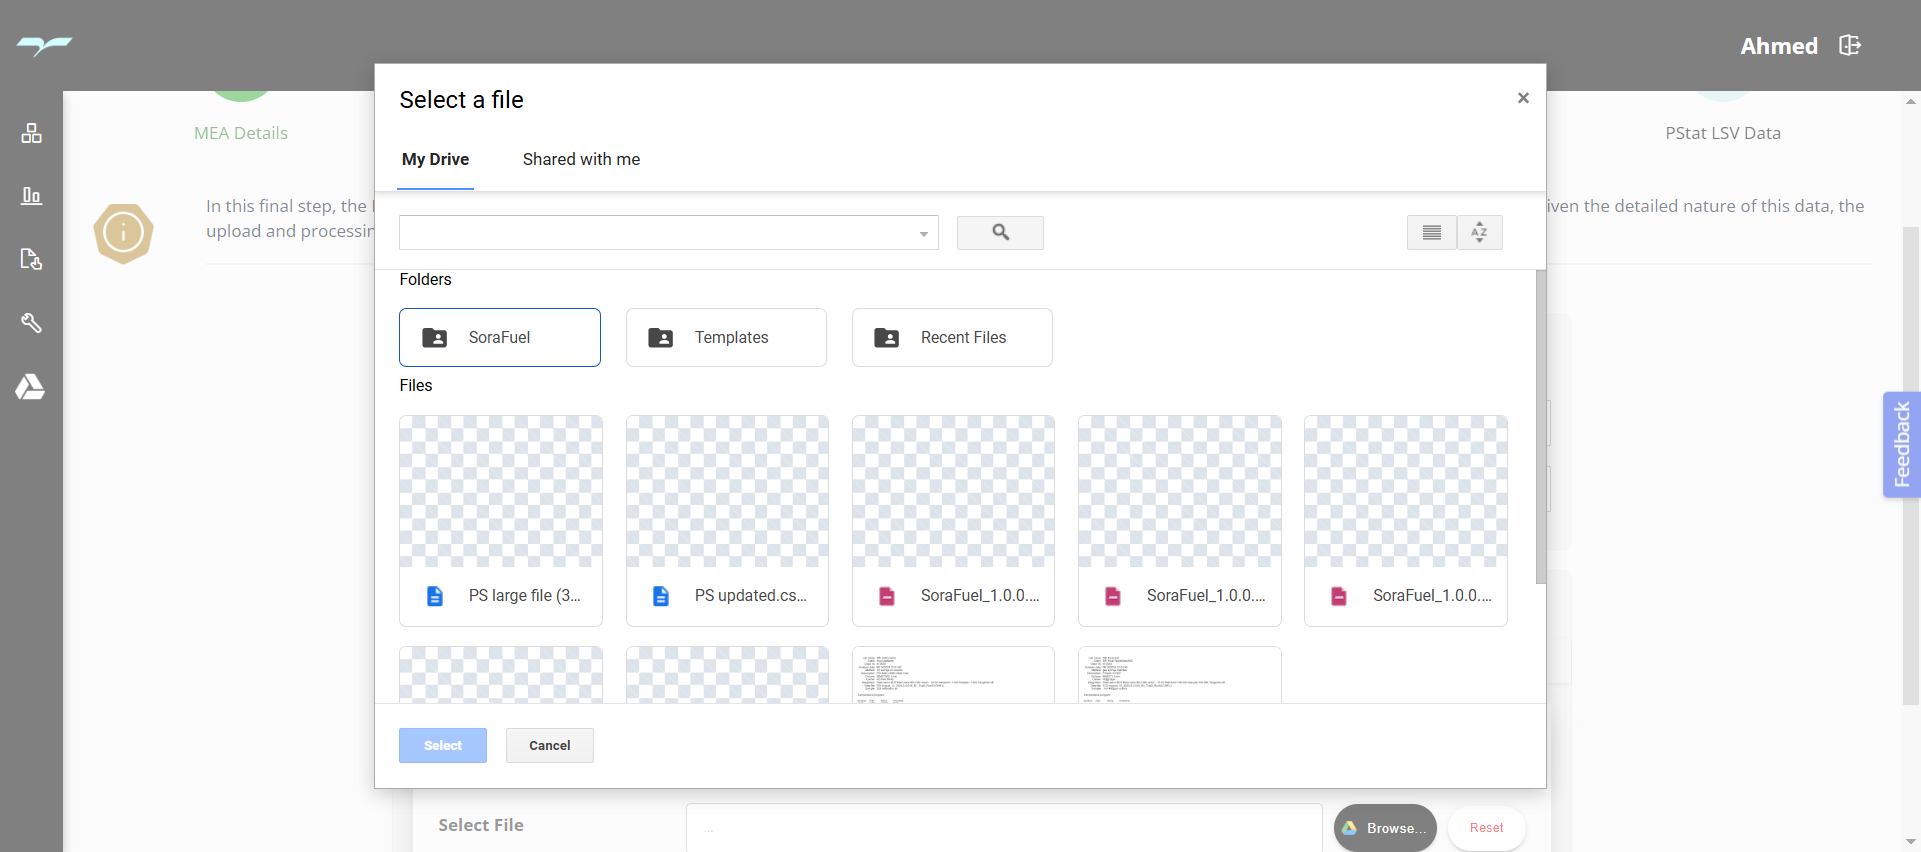 Ahmed
MEA Details
PStat LSV Data
In this final step, the
iven the detailed nature of this data, the
upload and processin
Select a file
×
My Drive
Shared with me
A Z
Folders
SoraFuel
Templates
Recent Files
Files
PS large file (3...
PS updated.cs...
SoraFuel_1.0.0....
SoraFuel_1.0.0....
SoraFuel_1.0.0....
Select
Cancel
Feedback
Select File
...
Browse...
Reset